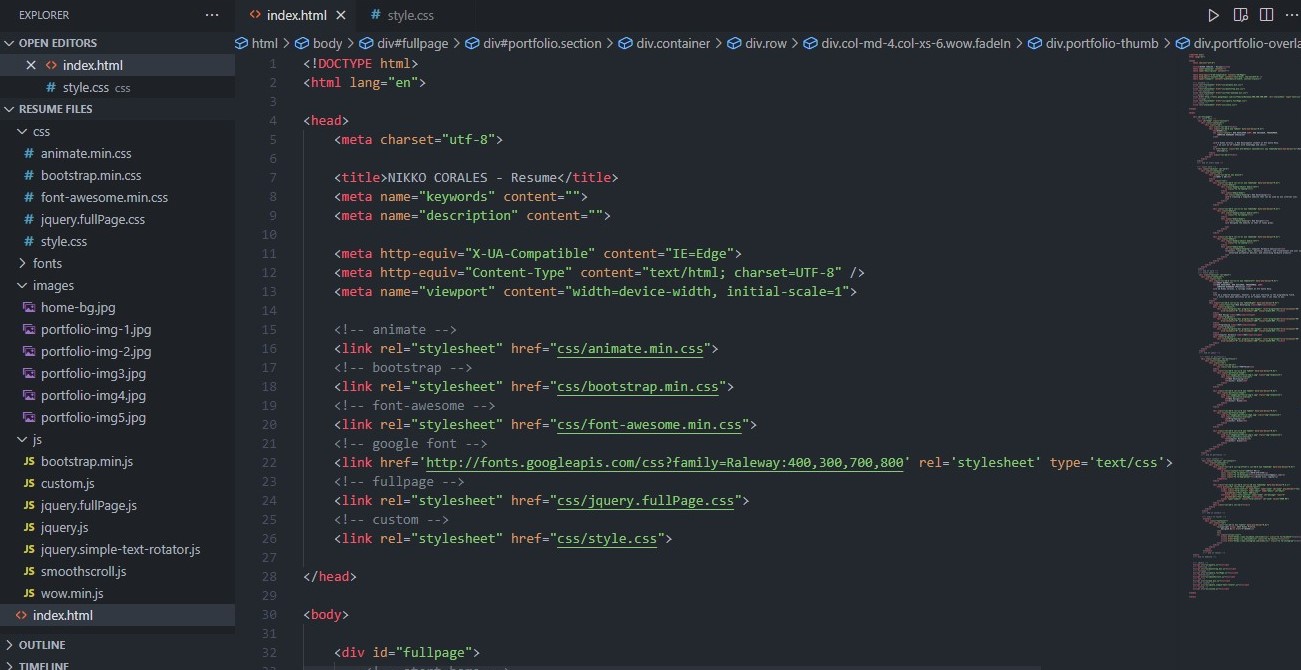 EXPLORER
···
OPEN EDITORS
index.html
style.css css
RESUME FILES
css
animate.min.css
bootstrap.min.css
font-awesome.min.css
jquery.fullPage.css
style.css
fonts
images
home-bg.jpg
portfolio-img-1.jpg
portfolio-img-2.jpg
portfolio-img3.jpg
portfolio-img4.jpg
portfolio-img5.jpg
js
JS bootstrap.min.js
JS custom.js
JS jquery.fullPage.js
JS jquery.js
JS jquery.simple-text-rotator.js
JS smoothscroll.js
JS wow.min.js
index.html
OUTLINE
TIMELINE
index.html
# style.css
html > body > div#fullpage > div#portfolio.section > div.container > div.row > div.col-md-4.col-xs-6.wow.fadeIn > div.portfolio-thumb > div.portfolio-overla
1 <!DOCTYPE html>
2 <html lang="en">
3
4 <head>
5 <meta charset="utf-8">
6
7 <title>NIKKO CORALES - Resume</title>
8 <meta name="keywords" content="">
9 <meta name="description" content="">
10
11 <meta http-equiv="X-UA-Compatible" content="IE=Edge">
12 <meta http-equiv="Content-Type" content="text/html; charset=UTF-8" />
13 <meta name="viewport" content="width=device-width, initial-scale=1">
14
15 <!-- animate -->
16 <link rel="stylesheet" href="css/animate.min.css">
17 <!-- bootstrap -->
18 <link rel="stylesheet" href="css/bootstrap.min.css">
19 <!-- font-awesome -->
20 <link rel="stylesheet" href="css/font-awesome.min.css">
21 <!-- google font -->
22 <link href='http://fonts.googleapis.com/css?family=Raleway:400,300,700,800' rel='stylesheet' type='text/css'>
23 <!-- fullpage -->
24 <link rel="stylesheet" href="css/jquery.fullPage.css">
25 <!-- custom -->
26 <link rel="stylesheet" href="css/style.css">
27
28 </head>
29
30 <body>
31
32 <div id="fullpage">